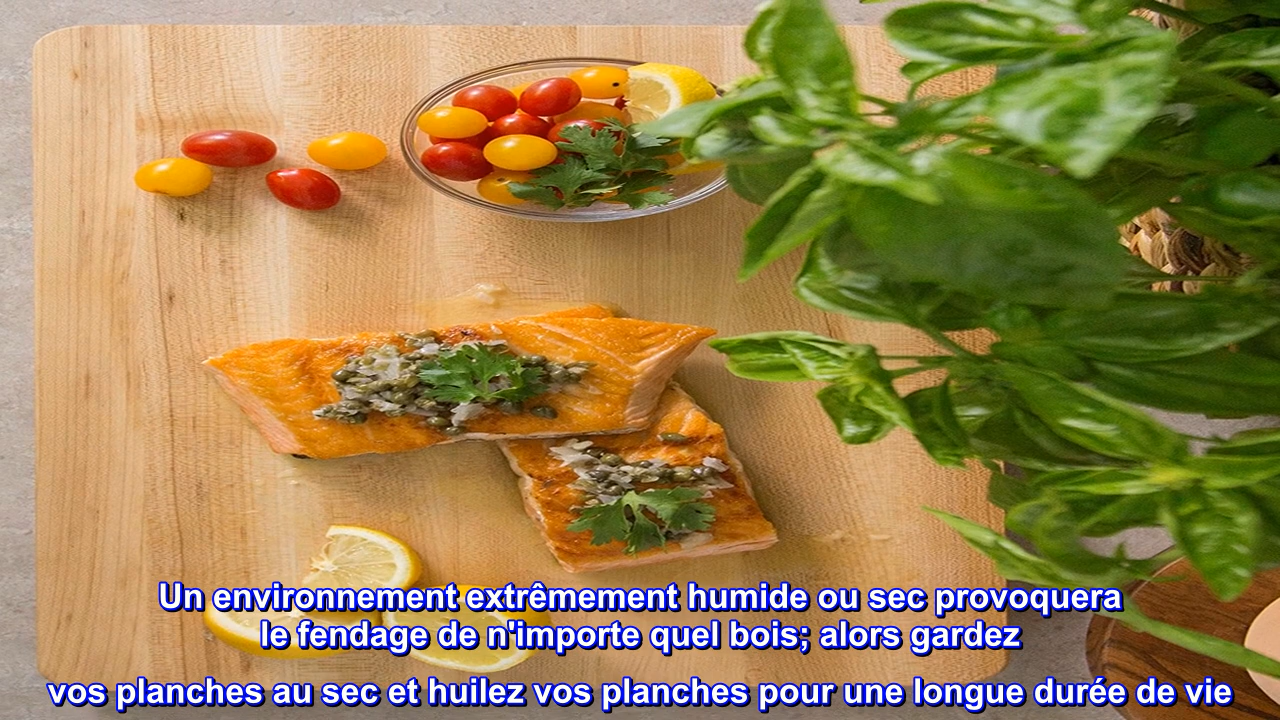 Un environnement extrêmement humide ou sec provoquera
le fendage de n'importe quel bois; alors gardez
vos planches au sec et huilez vos planches pour une longue durée de vie